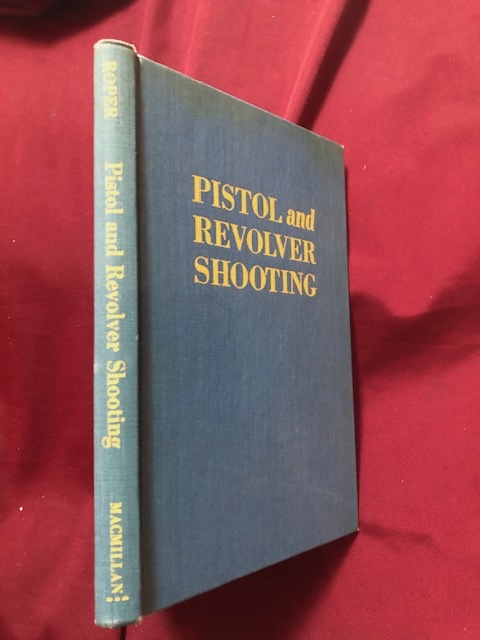 ROPER Pistol and Revolver Shooting MACMILLAN
PISTOL and
REVOLVER
SHOOTING